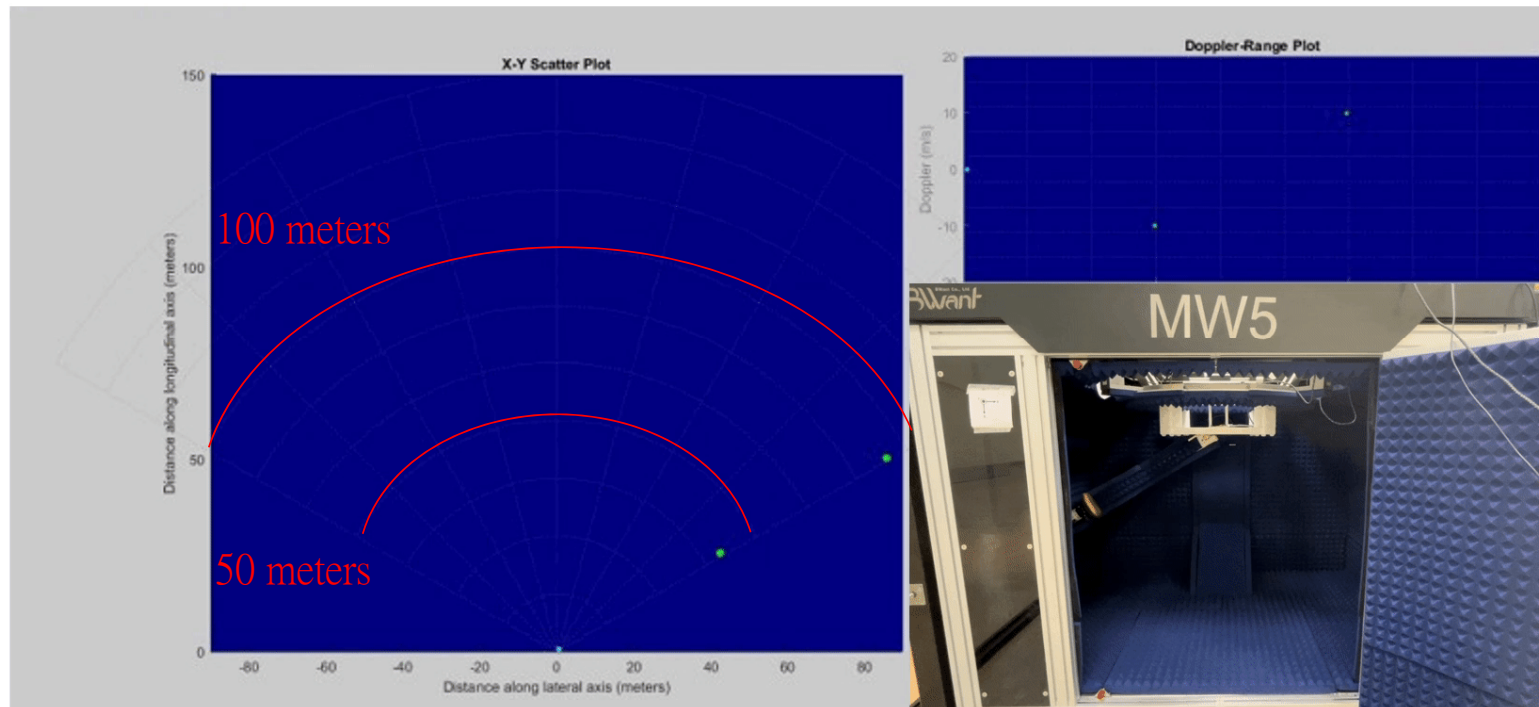 X-Y Scatter Plot
150
100
50
0
-80
-60
-40
-20
0
20
40
60
80
Distance along longitudinal axis (meters)
Distance along lateral axis (meters)
100 meters
50 meters
Doppler-Range Plot
20
10
0
-10
Doppler (m/s)
BWant
MW5